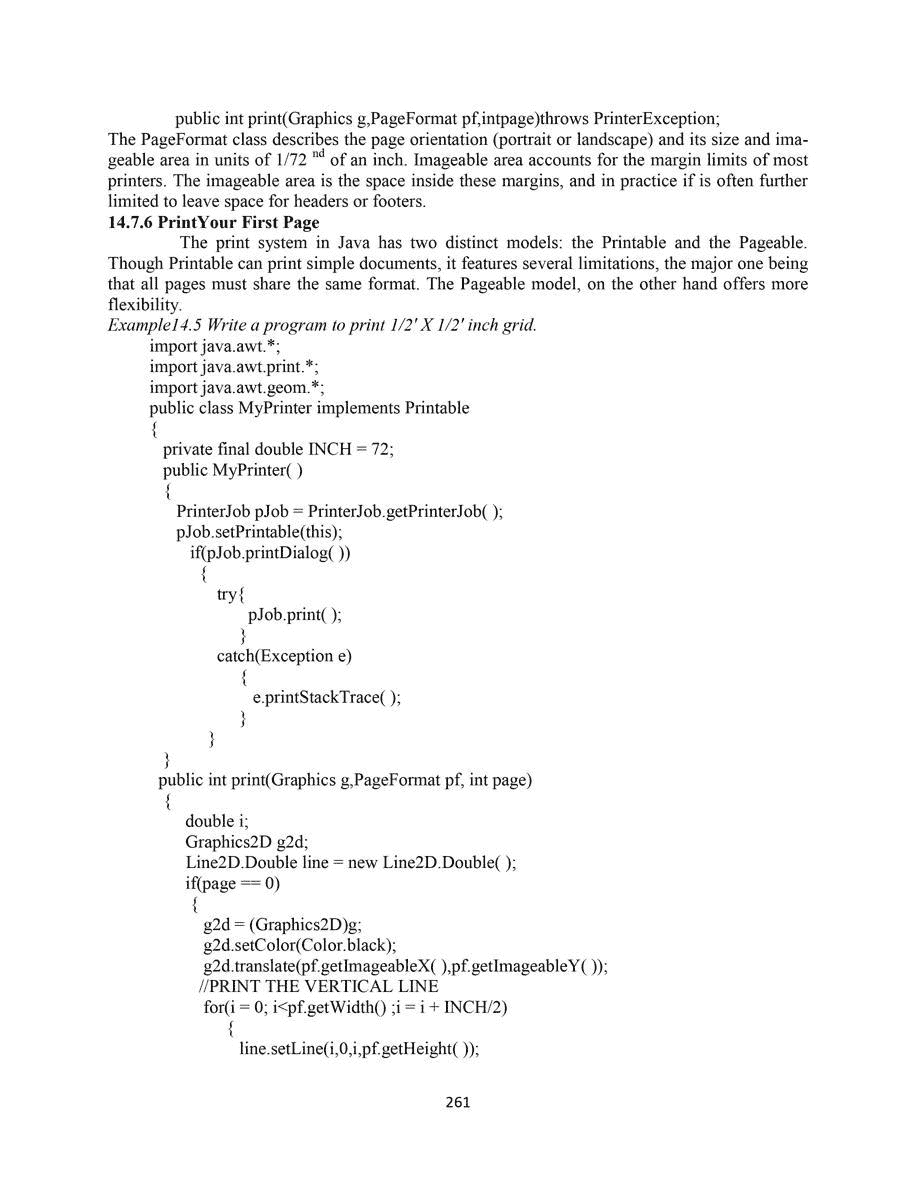 public int print(Graphics g,PageFormat pf,intpage)throws PrinterException;
The PageFormat class describes the page orientation (portrait or landscape) and its size and ima-
geable area in units of 1/72 nd of an inch. Imageable area accounts for the margin limits of most
printers. The imageable area is the space inside these margins, and in practice if is often further
limited to leave space for headers or footers.
14.7.6 PrintYour First Page
The print system in Java has two distinct models: the Printable and the Pageable.
Though Printable can print simple documents, it features several limitations, the major one being
that all pages must share the same format. The Pageable model, on the other hand offers more
flexibility.
Example14.5 Write a program to print 1/2' X 1/2' inch grid.
import java.awt.*;
import java.awt.print.*;
import java.awt.geom.*;
public class MyPrinter implements Printable
{
private final double INCH = 72;
public MyPrinter( )
{
PrinterJob pJob = PrinterJob.getPrinterJob( );
pJob.setPrintable(this);
if(pJob.printDialog( ))
{
try{
pJob.print( );
}
catch(Exception e)
{
e.printStackTrace( );
}
}
}
public int print(Graphics g,PageFormat pf, int page)
{
double i;
Graphics2D g2d;
Line2D.Double line = new Line2D.Double( );
if(page == 0)
{
g2d = (Graphics2D)g;
g2d.setColor(Color.black);
g2d.translate(pf.getImageableX( ),pf.getImageableY( ));
//PRINT THE VERTICAL LINE
for(i = 0; i<pf.getWidth() ;i = i + INCH/2)
{
line.setLine(i,0,i,pf.getHeight( ));
261